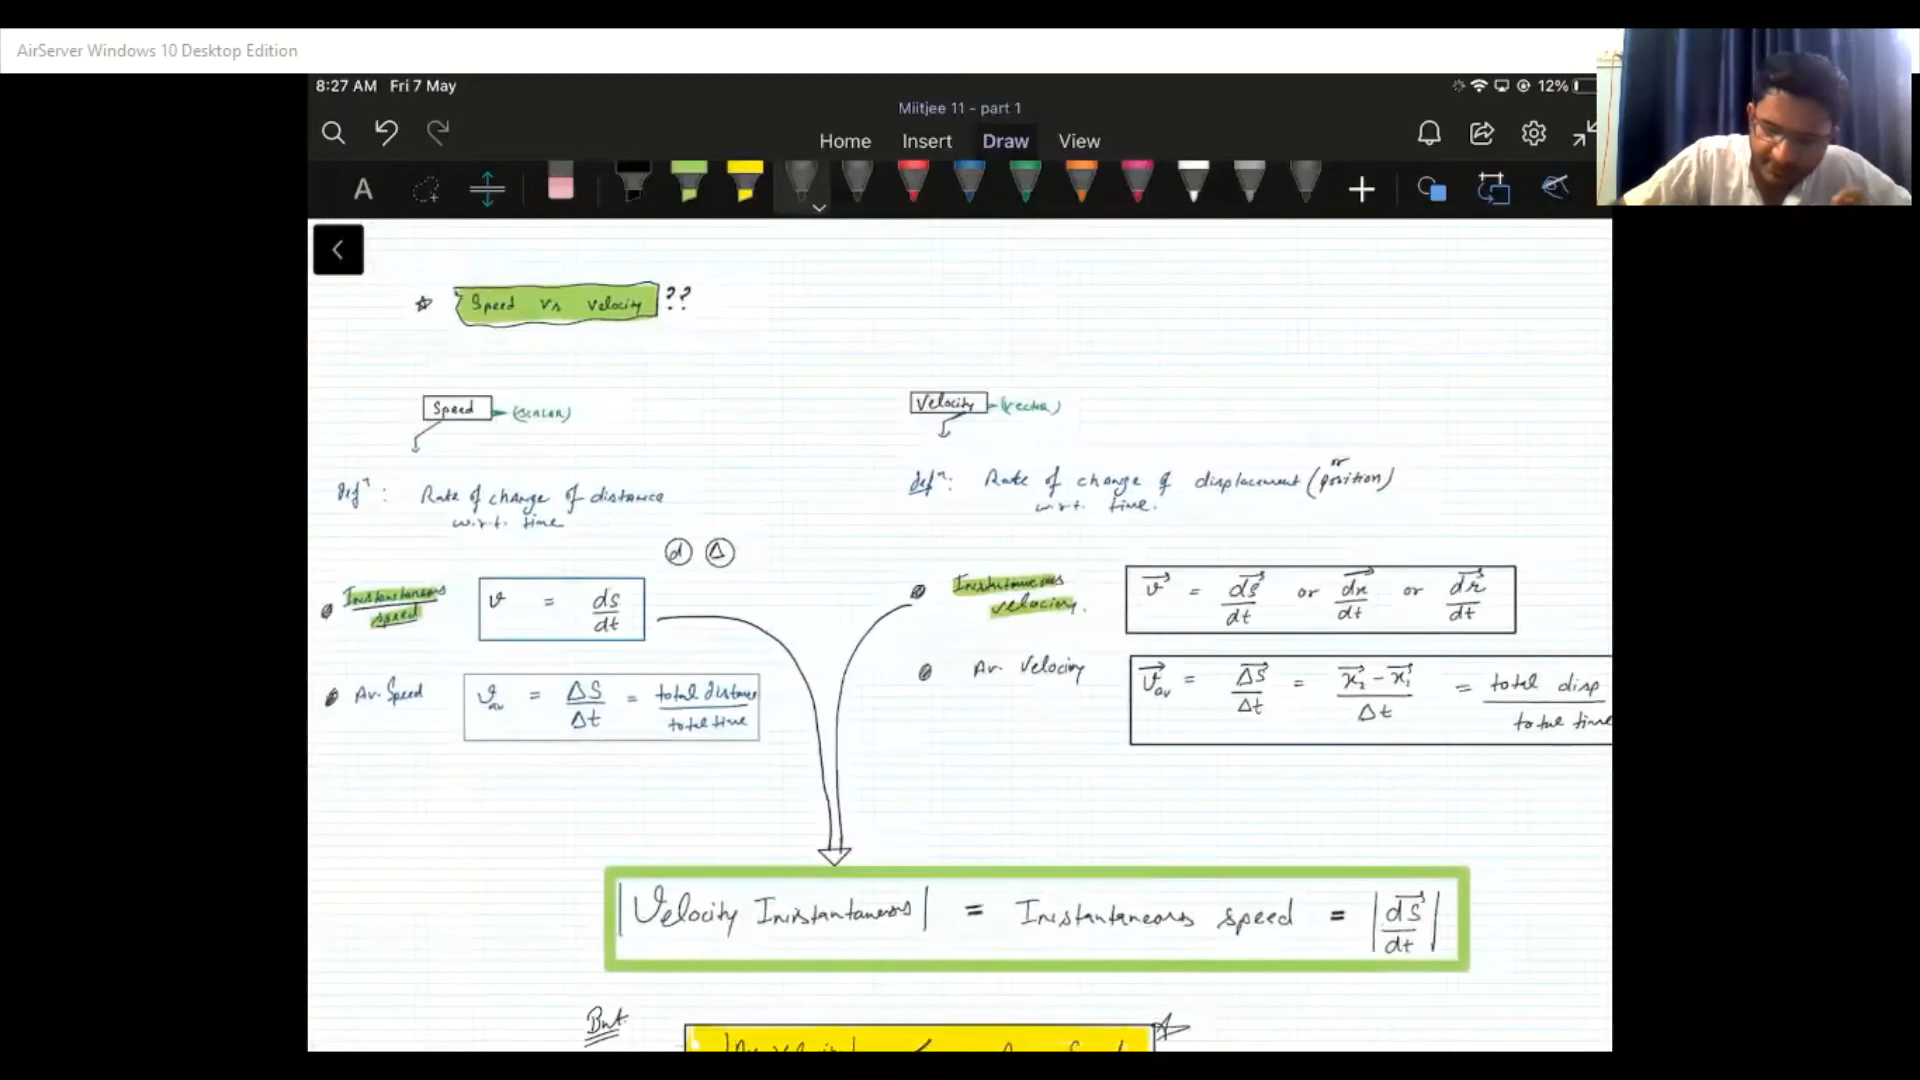 AirServer Windows 10 Desktop Edition
8:27 AM Fri 7 May
12%
Miitjee 11 - part 1
Home Insert Draw View
A
☆ Speed vs velocity ??
Speed → (SCALAR)
Velocity → (vector)
defⁿ : Rate of change of distance
w.r.t. time
defⁿ: Rate of change of displacement (or position)
w.r.t. time.
d Δ
Instantaneous speed
v = ds/dt
Instantaneous velocity.
v⃗ = ds⃗/dt or dx⃗/dt or dr⃗/dt
Av. Speed
v_av = ΔS/Δt = total distance/total time
Av. Velocity
v⃗_av = ΔS⃗/Δt = x⃗₂ - x⃗₁/Δt = total disp/total time
|Velocity Instantaneous| = Instantaneous speed = |ds⃗/dt|
But